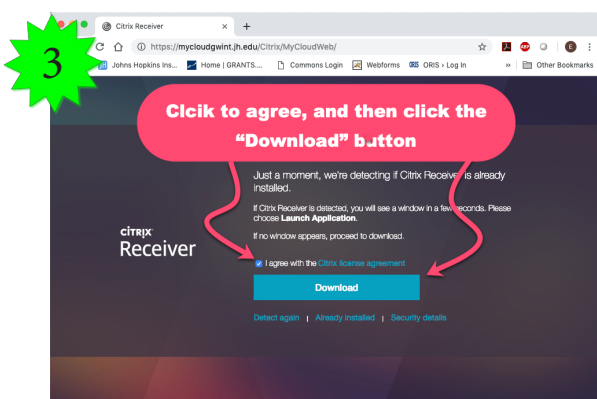 3
Citrix Receiver × +
https://mycloudgwint.jh.edu/Citrix/MyCloudWeb/ ABP E
Johns Hopkins Ins... Home | GRANTS.... Commons Login Webforms ORIS ORIS › Log In » Other Bookmarks
Clcik to agree, and then click the
“Download” button
Just a moment, we're detecting if Citrix Receiver is already
installed.
If Citrix Receiver is detected, you will see a window in a few seconds. Please
choose Launch Application.
If no window appears, proceed to download.
CİTRIX
Receiver
I agree with the Citrix license agreement
Download
Detect again | Already installed | Security details